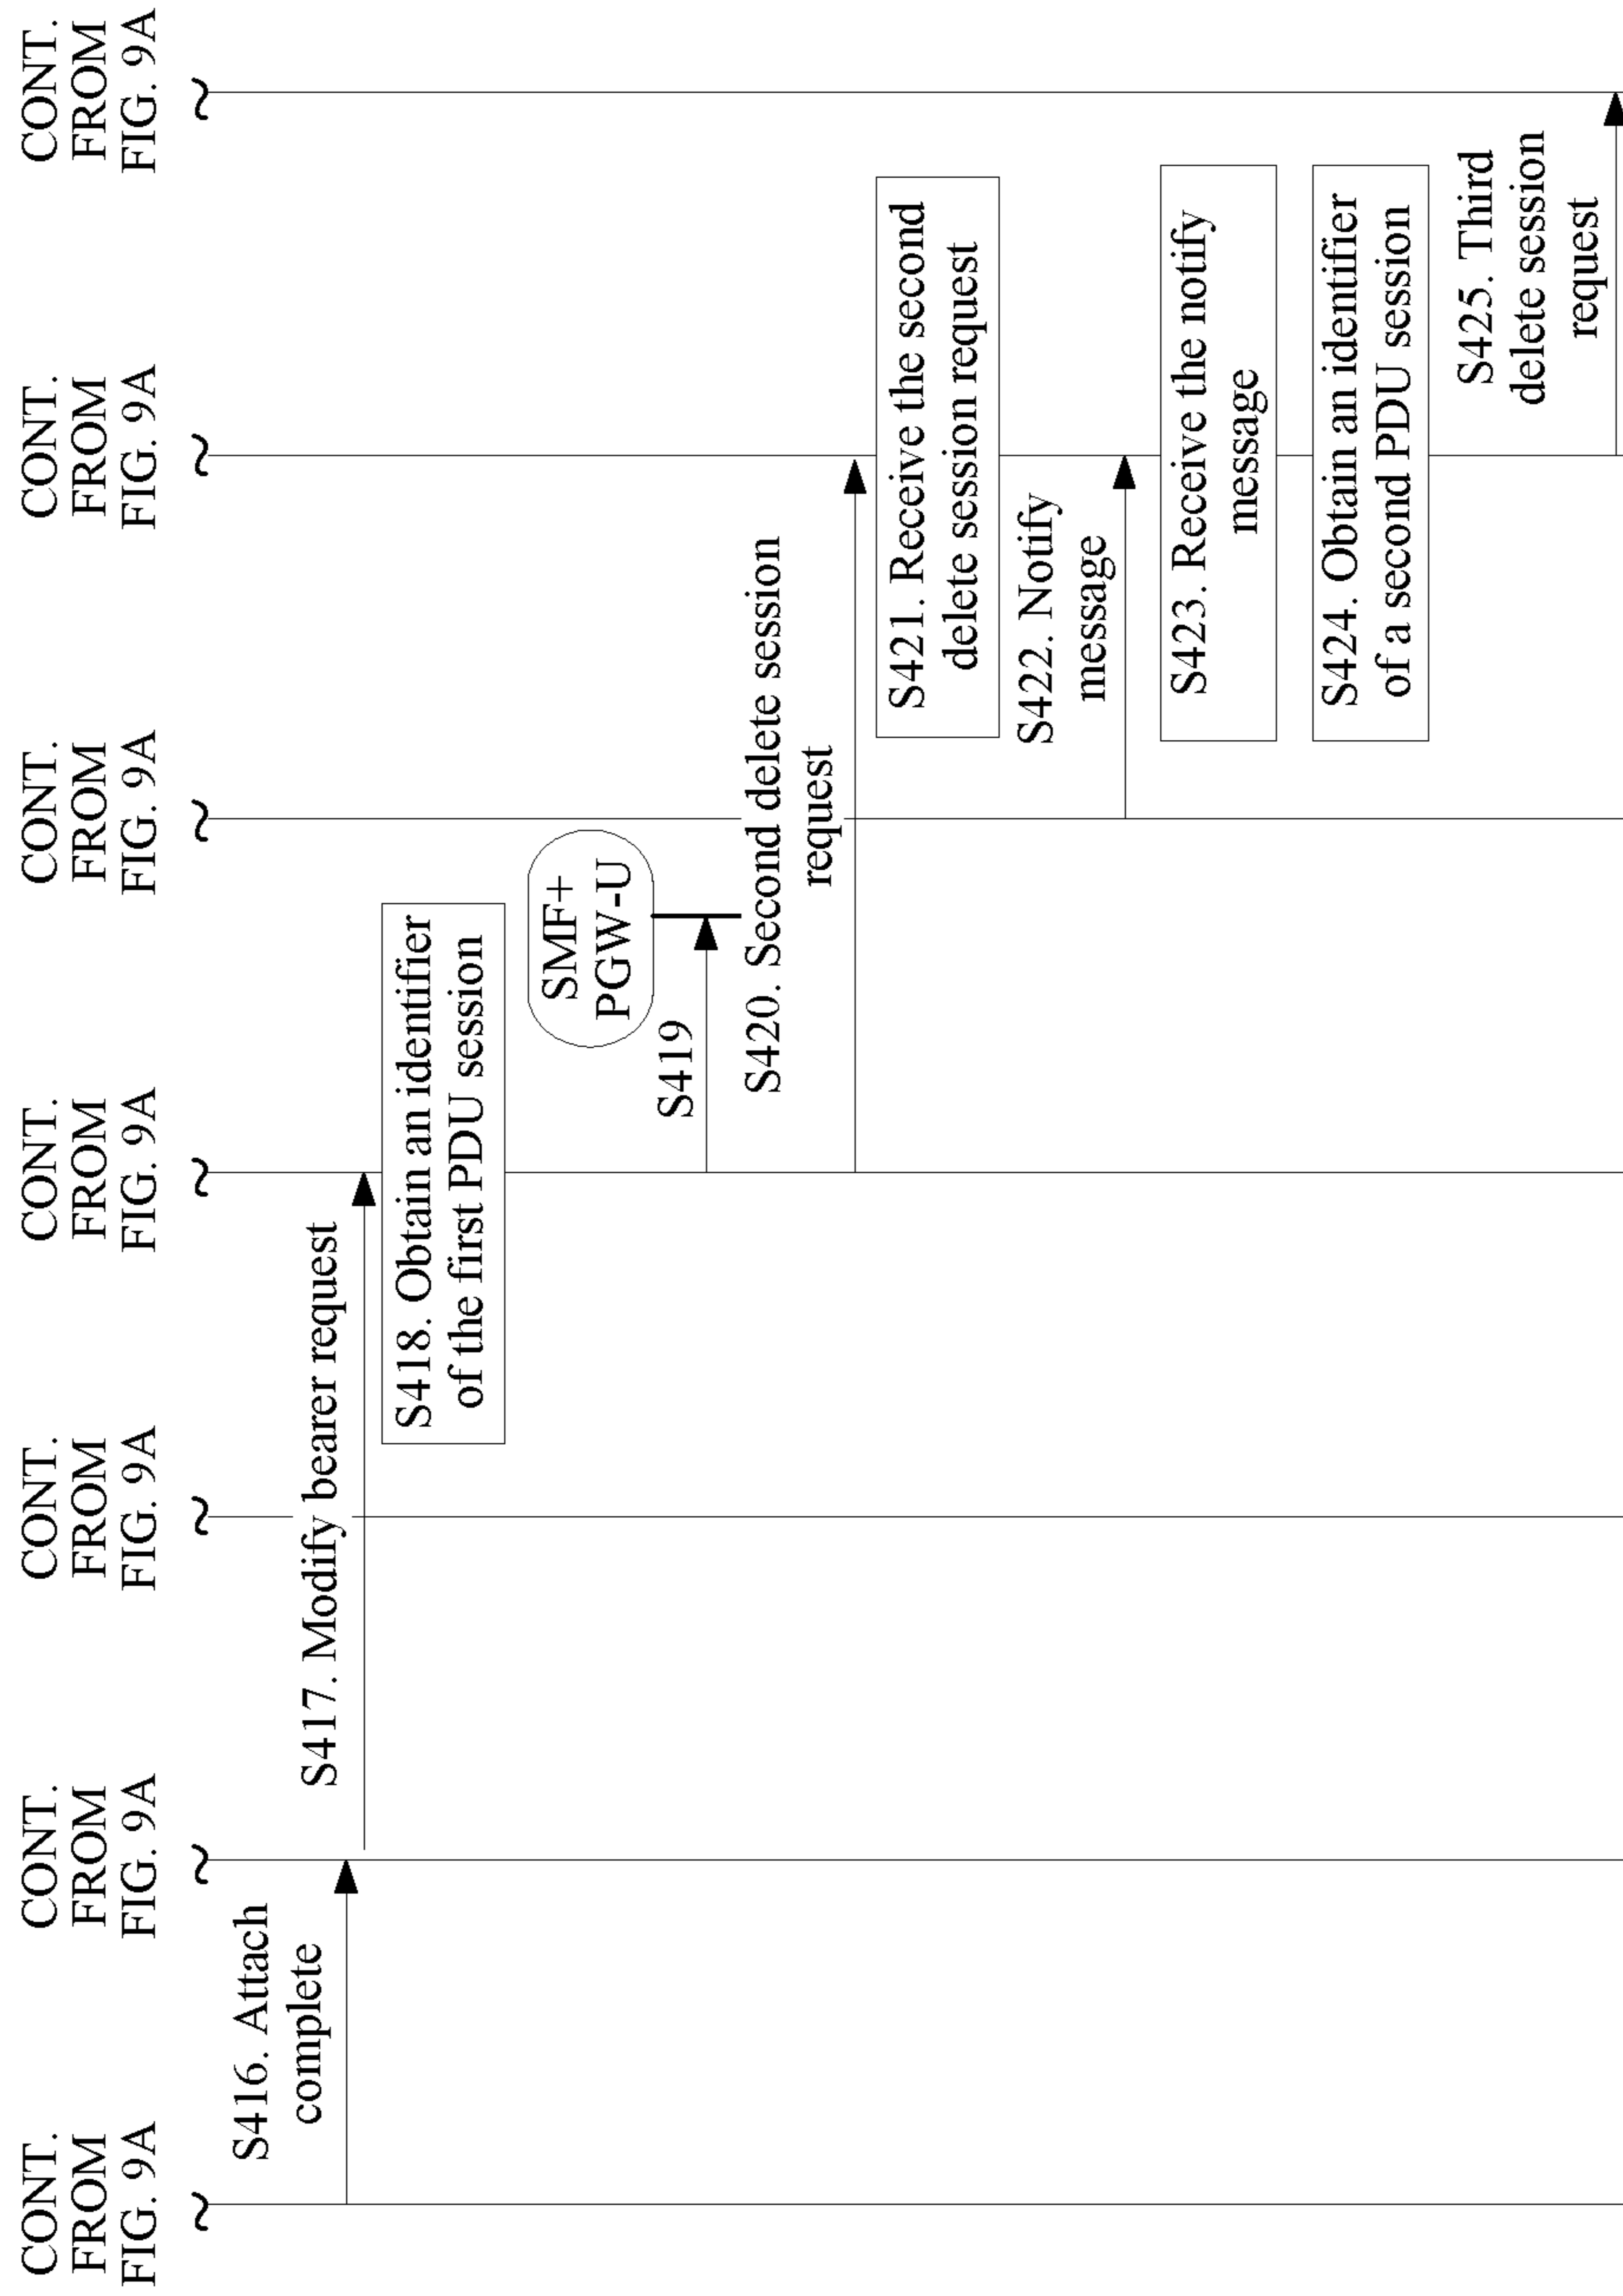 CONT.
FROM
FIG. 9A
CONT.
FROM
FIG. 9A
CONT.
FROM
FIG. 9A
CONT.
FROM
FIG. 9A
CONT.
FROM
FIG. 9A
CONT.
FROM
FIG. 9A
CONT.
FROM
FIG. 9A
S416. Attach
complete
S417. Modify bearer request
S418. Obtain an identifier
of the first PDU session
SMF+
PGW-U
S419
S420. Second delete session
request
S421. Receive the second
delete session request
S422. Notify
message
S423. Receive the notify
message
S424. Obtain an identifier
of a second PDU session
S425. Third
delete session
request